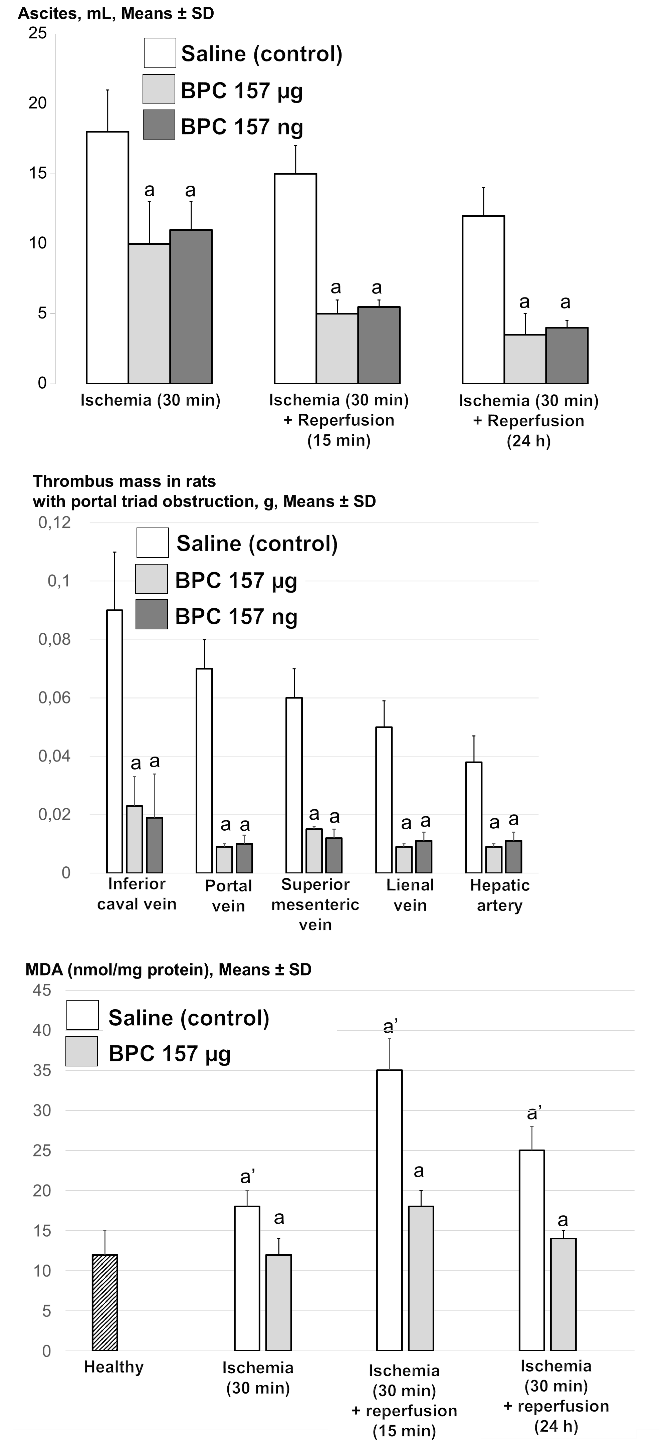 Ascites, mL, Means ± SD
25
20
15
10
5
0
Saline (control)
BPC 157 µg
BPC 157 ng
a a
a a
a a
Ischemia (30 min)
Ischemia (30 min)
+ Reperfusion
(15 min)
Ischemia (30 min)
+ Reperfusion
(24 h)
Thrombus mass in rats
with portal triad obstruction, g, Means ± SD
0,12
0,1
0,08
0,06
0,04
0,02
0
Saline (control)
BPC 157 µg
BPC 157 ng
a a
a a
a a
a a
a a
Inferior
caval vein
Portal
vein
Superior
mesenteric
vein
Lienal
vein
Hepatic
artery
MDA (nmol/mg protein), Means ± SD
45
40
35
30
25
20
15
10
5
0
Saline (control)
BPC 157 µg
a’
a
a’
a
a’
a
Healthy
Ischemia
(30 min)
Ischemia
(30 min)
+ reperfusion
(15 min)
Ischemia
(30 min)
+ reperfusion
(24 h)